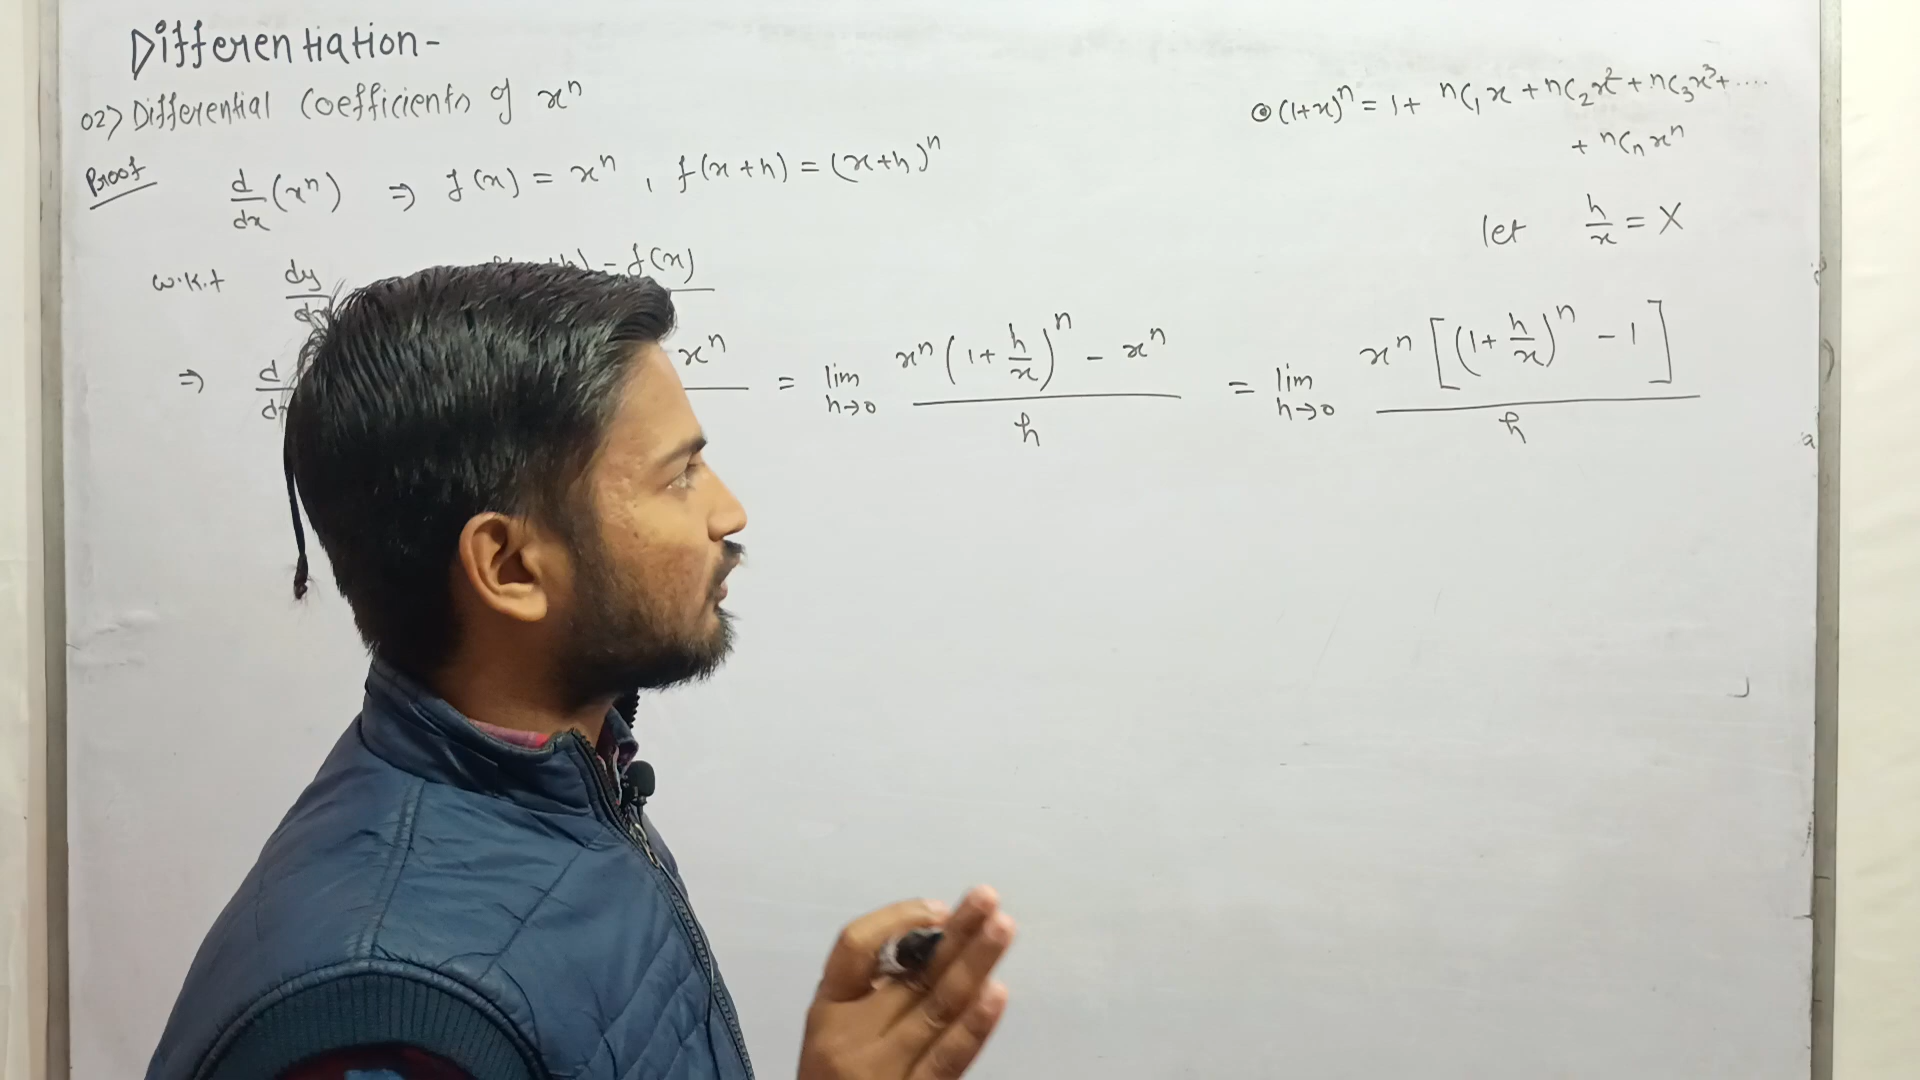 Differentiation-
02> Differential Coefficients of xⁿ
⊙ (1+x)ⁿ = 1 + ⁿC₁x + ⁿC₂x² + ⁿC₃x³ + ....
+ ⁿCₙxⁿ
Proof d/dx (xⁿ) ⇒ f(x) = xⁿ , f(x+h) = (x+h)ⁿ
let h/x = X
w.k.t dy - f(x)
⇒ d xⁿ = lim h→0 xⁿ(1+h/x)ⁿ - xⁿ / h = lim h→0 xⁿ[(1+h/x)ⁿ - 1] / h